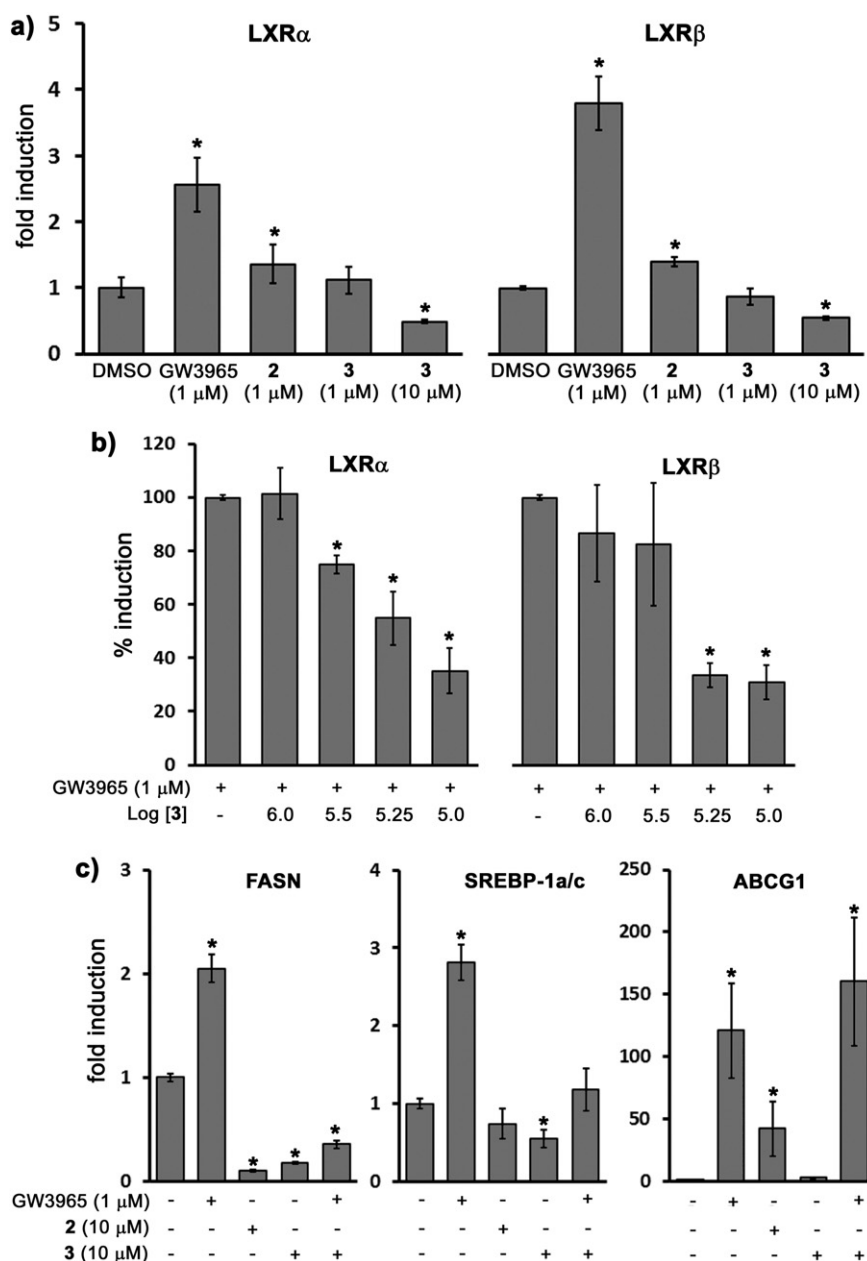 a)
LXRα
LXRβ
fold induction
5
4
3
2
1
0
*
*
*
*
*
*
DMSO GW3965 2 3 3
(1 μM) (1 μM) (1 μM) (10 μM)
DMSO GW3965 2 3 3
(1 μM) (1 μM) (1 μM) (10 μM)
b)
LXRα
LXRβ
% induction
120
100
80
60
40
20
0
*
*
*
*
*
GW3965 (1 μM) + + + + + + + + + +
Log [3] - 6.0 5.5 5.25 5.0 - 6.0 5.5 5.25 5.0
c)
FASN
fold induction
3
2
1
0
*
*
*
*
SREBP-1a/c
4
3
2
1
0
*
*
ABCG1
250
200
150
100
50
0
*
*
*
GW3965 (1 μM) - + - - + - + - - + - + - - +
2 (10 μM) - - + - - - - + - - - - + - -
3 (10 μM) - - - + + - - - + + - - - + +